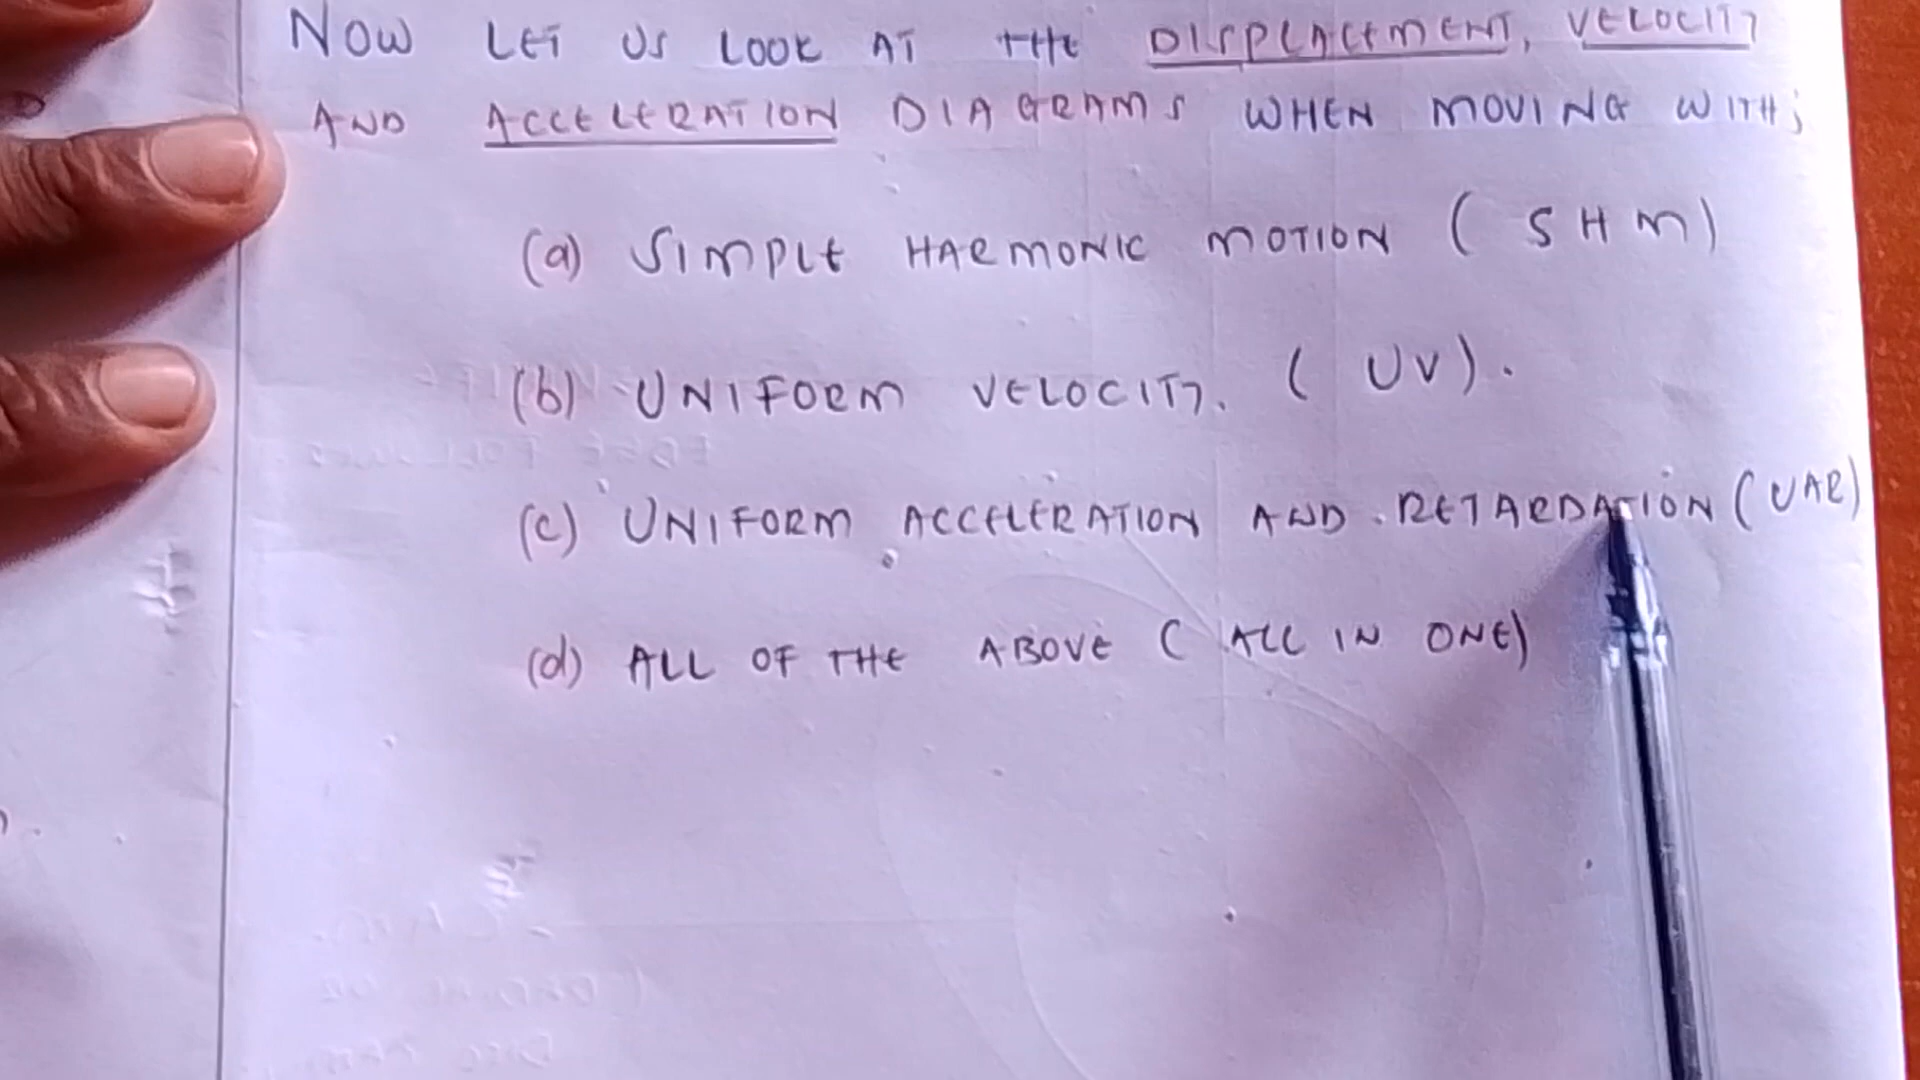 NOW LET US LOOK AT THE DISPLACEMENT, VELOCITY
AND ACCELERATION DIAGRAMS WHEN MOVING WITH;
(a) SIMPLE HARMONIC MOTION (SHM)
(b) UNIFORM VELOCITY. (UV).
(c) UNIFORM ACCELERATION AND RETARDATION (UAR)
(d) ALL OF THE ABOVE (ALL IN ONE)